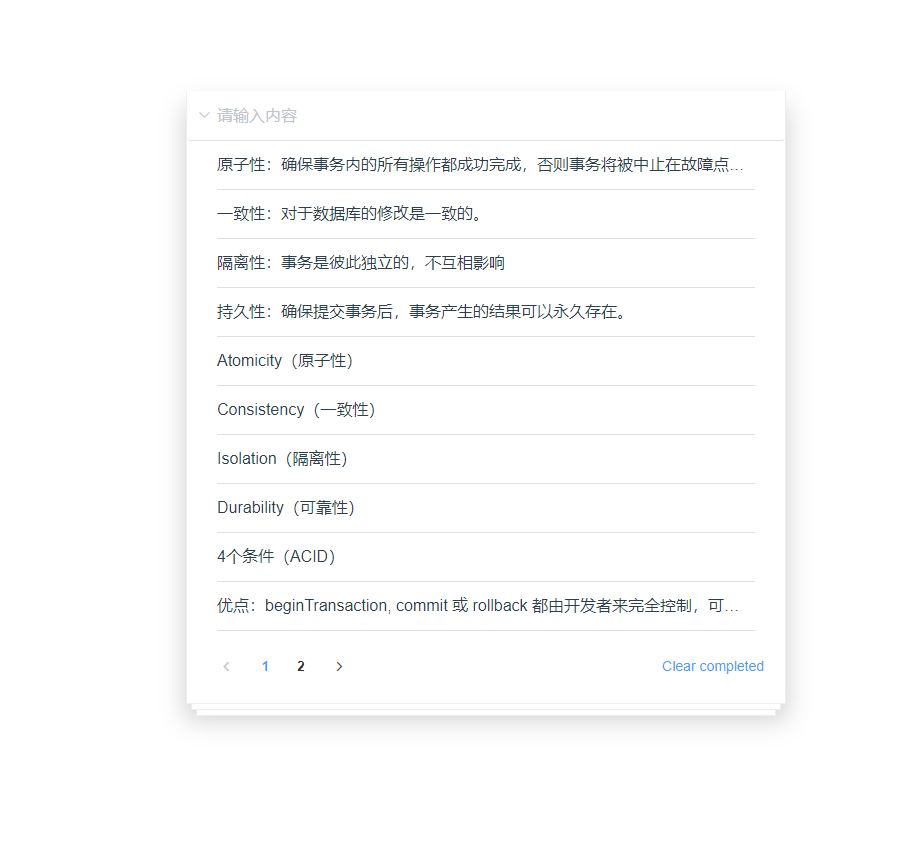 请输入内容
原子性：确保事务内的所有操作都成功完成，否则事务将被中止在故障点…
一致性：对于数据库的修改是一致的。
隔离性：事务是彼此独立的，不互相影响
持久性：确保提交事务后，事务产生的结果可以永久存在。
Atomicity（原子性）
Consistency（一致性）
Isolation（隔离性）
Durability（可靠性）
4个条件（ACID）
优点：beginTransaction, commit 或 rollback 都由开发者来完全控制，可…
1 2 Clear completed